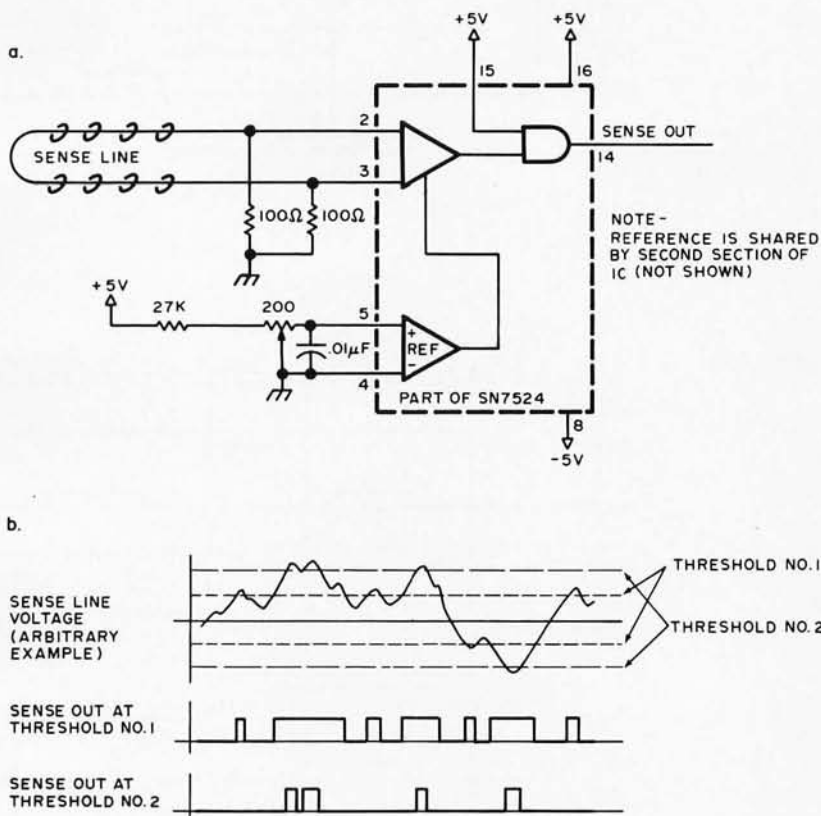 a.
+5V
+5V
15
16
2
SENSE LINE
3
100Ω
100Ω
SENSE OUT
14
NOTE-
REFERENCE IS SHARED
BY SECOND SECTION OF
IC (NOT SHOWN)
+5V
27K
200
5
+
REF
-
.01μF
4
PART OF SN7524
8
-5V
b.
SENSE LINE
VOLTAGE
(ARBITRARY
EXAMPLE)
THRESHOLD NO.1
THRESHOLD NO.2
SENSE OUT AT
THRESHOLD NO.1
SENSE OUT AT
THRESHOLD NO.2